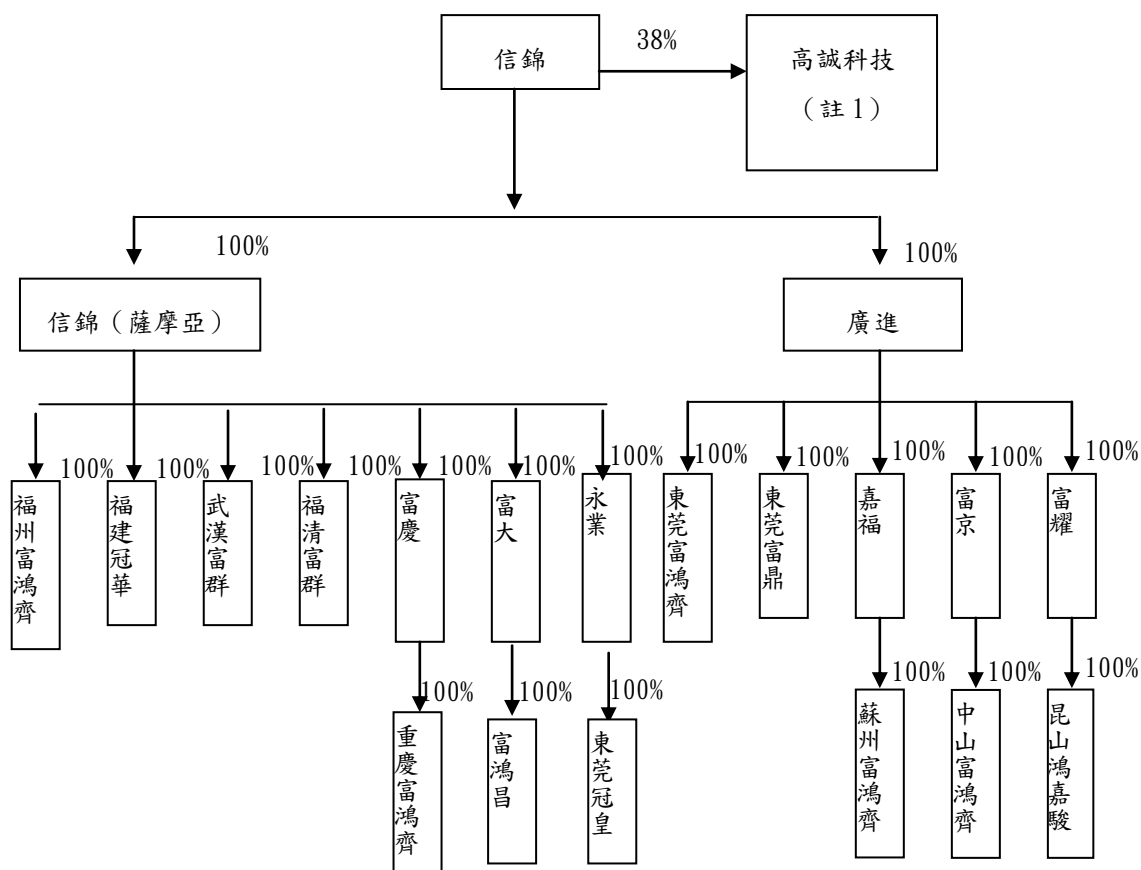 信錦
38%
高誠科技
（註1）
100%
100%
信錦（薩摩亞）
廣進
100%
100%
100%
100%
100%
100%
100%
100%
100%
100%
100%
100%
福州富鴻齊
福建冠華
武漢富群
福清富群
富慶
富大
永業
東莞富鴻齊
東莞富鼎
嘉福
富京
富耀
100%
100%
100%
100%
100%
100%
重慶富鴻齊
富鴻昌
東莞冠皇
蘇州富鴻齊
中山富鴻齊
昆山鴻嘉駿